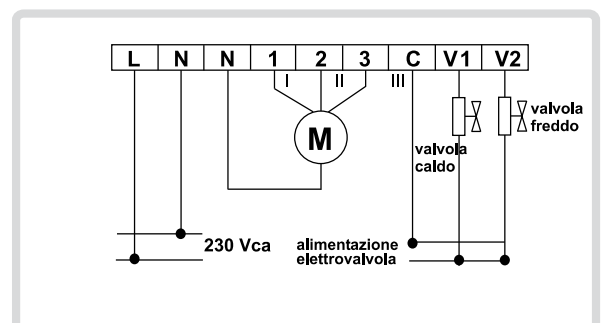 L N N 1 2 3 C V1 V2
I II III
M
valvola
freddo
valvola
caldo
230 Vca
alimentazione
elettrovalvola